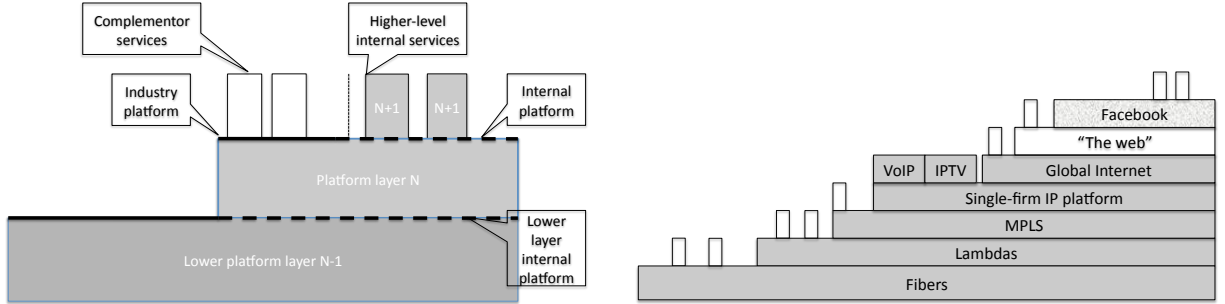 Complementor
services
Higher-level
internal services
Industry
platform
N+1
N+1
Internal
platform
Platform layer N
Lower
layer
internal
platform
Lower platform layer N-1
Facebook
“The web”
VoIP
IPTV
Global Internet
Single-firm IP platform
MPLS
Lambdas
Fibers